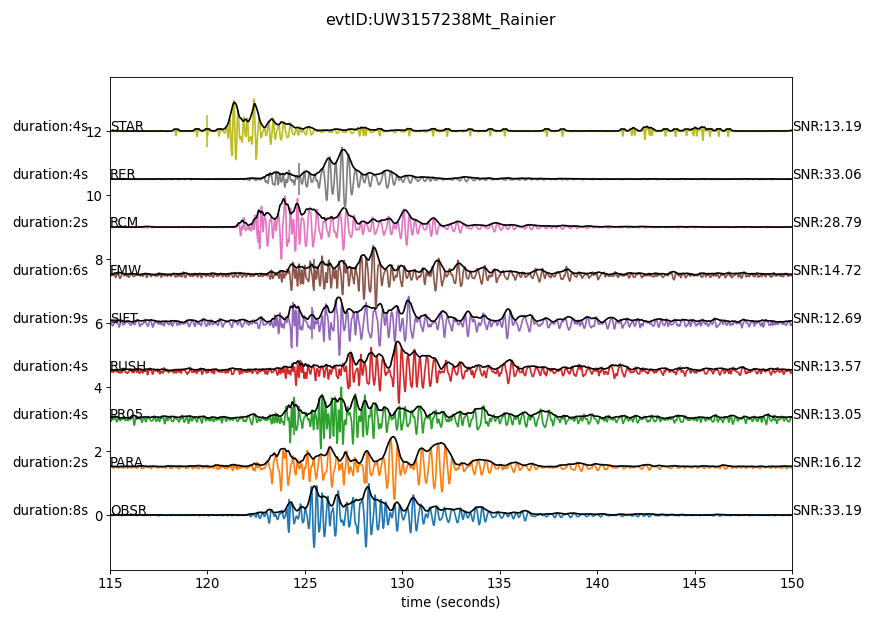 evtID:UW3157238Mt_Rainier
duration:4s 12 STAR SNR:13.19
duration:4s RER SNR:33.06
10
duration:2s RCM SNR:28.79
8
duration:6s FMW SNR:14.72
duration:9s SIFT SNR:12.69
6
duration:4s RUSH SNR:13.57
4
duration:4s PR05 SNR:13.05
2
duration:2s PARA SNR:16.12
duration:8s 0 OBSR SNR:33.19
115 120 125 130 135 140 145 150
time (seconds)